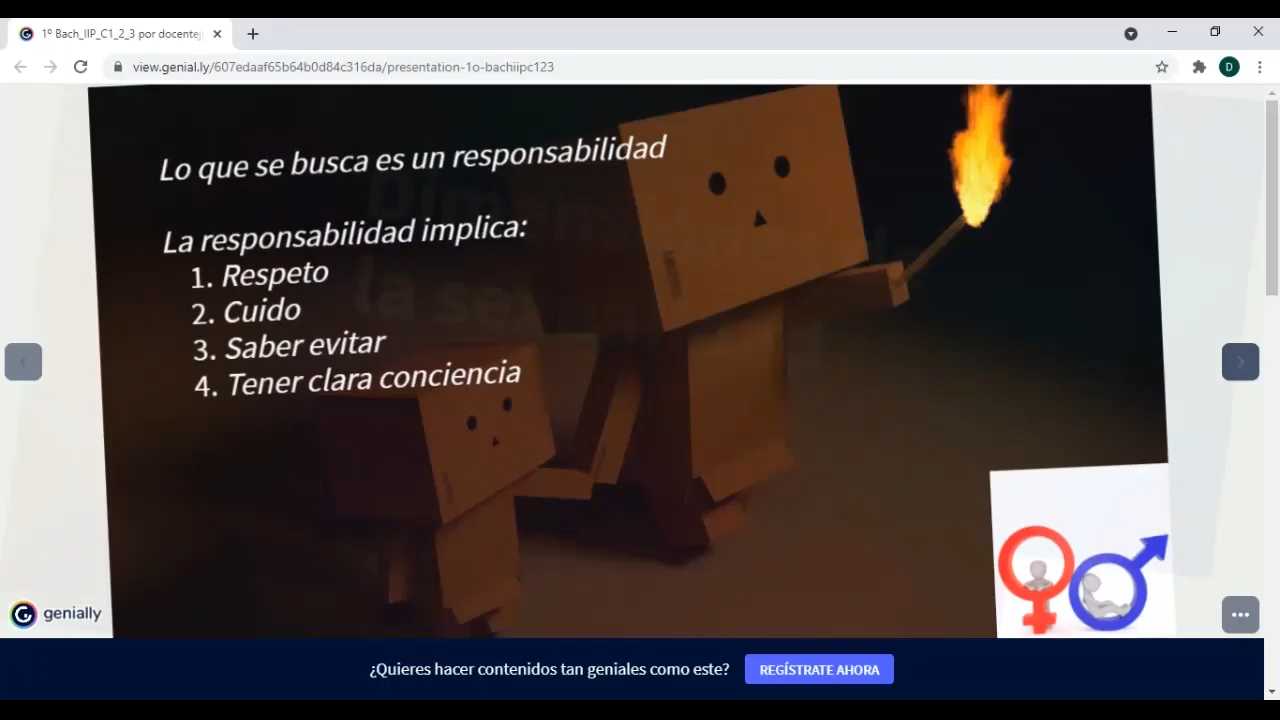 1º Bach_IIP_C1_2_3 por docente
view.genial.ly/607edaaf65b64b0d84c316da/presentation-1o-bachiipc123
D
Lo que se busca es un responsabilidad
La responsabilidad implica:
1. Respeto
2. Cuido
3. Saber evitar
4. Tener clara conciencia
genially
¿Quieres hacer contenidos tan geniales como este?
REGÍSTRATE AHORA